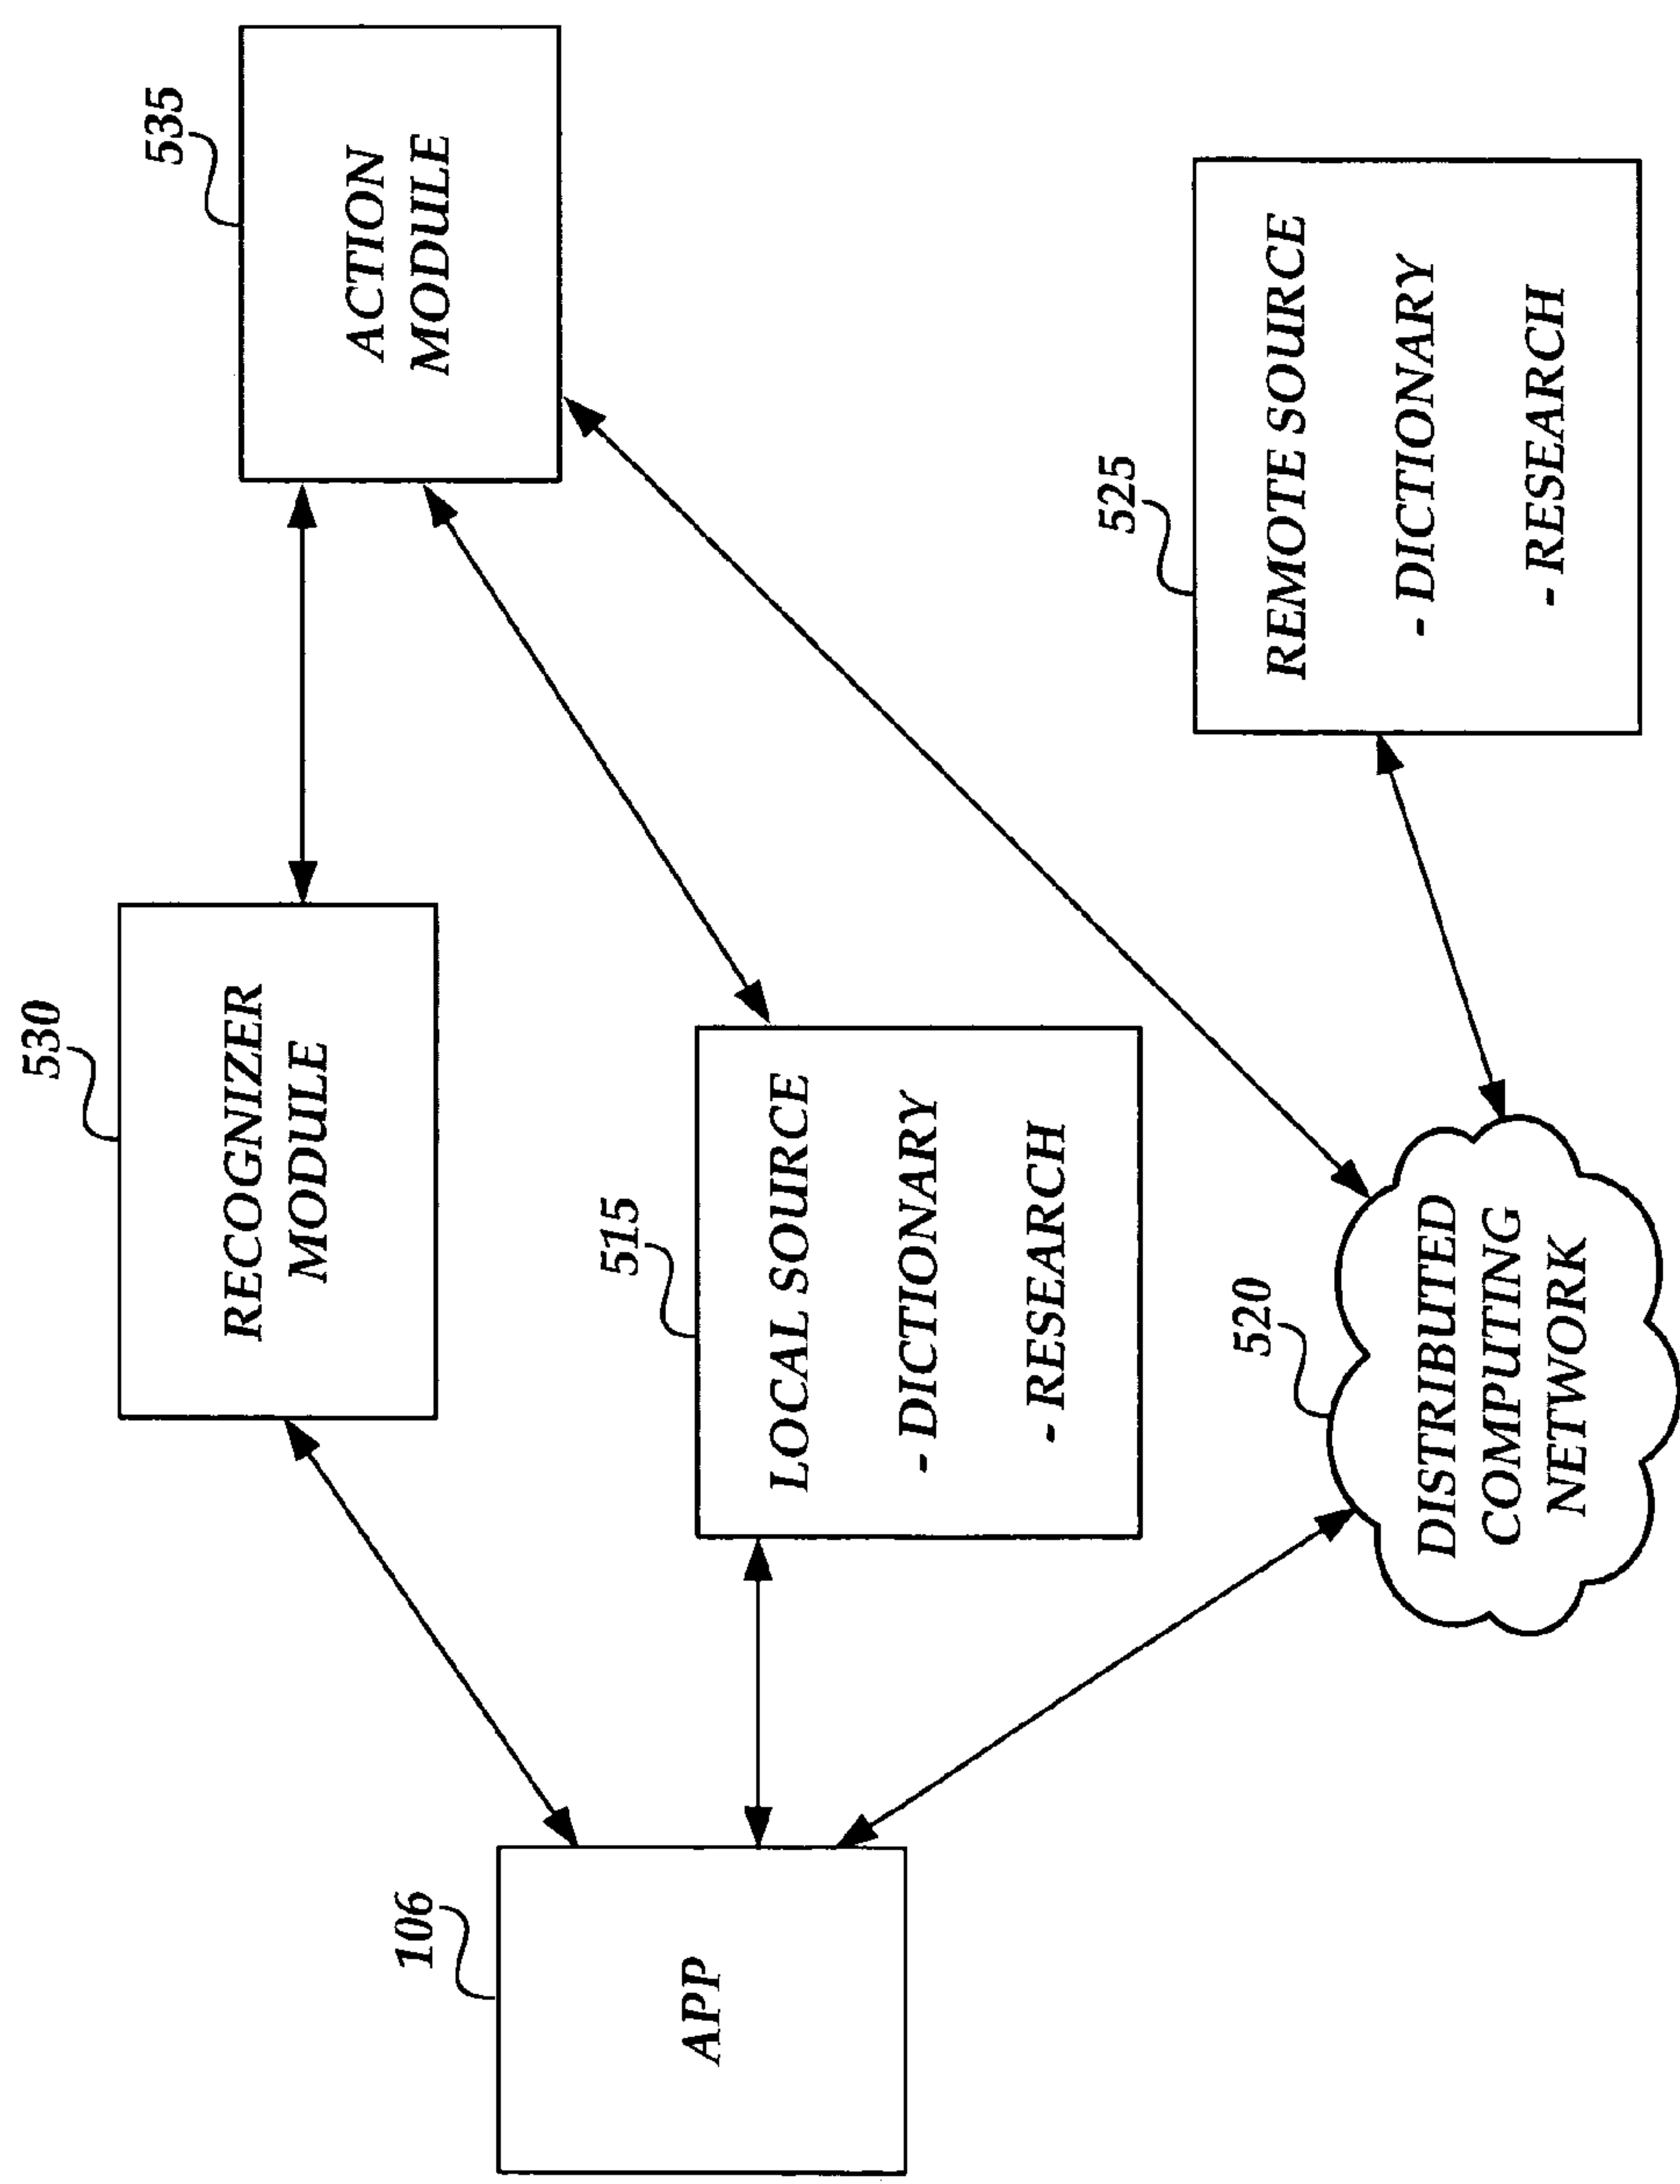 530
RECOGNIZER
MODULE
535
ACTION
MODULE
106
APP
515
LOCAL SOURCE
- DICTIONARY
- RESEARCH
525
REMOTE SOURCE
- DICTIONARY
- RESEARCH
520
DISTRIBUTED
COMPUTING
NETWORK